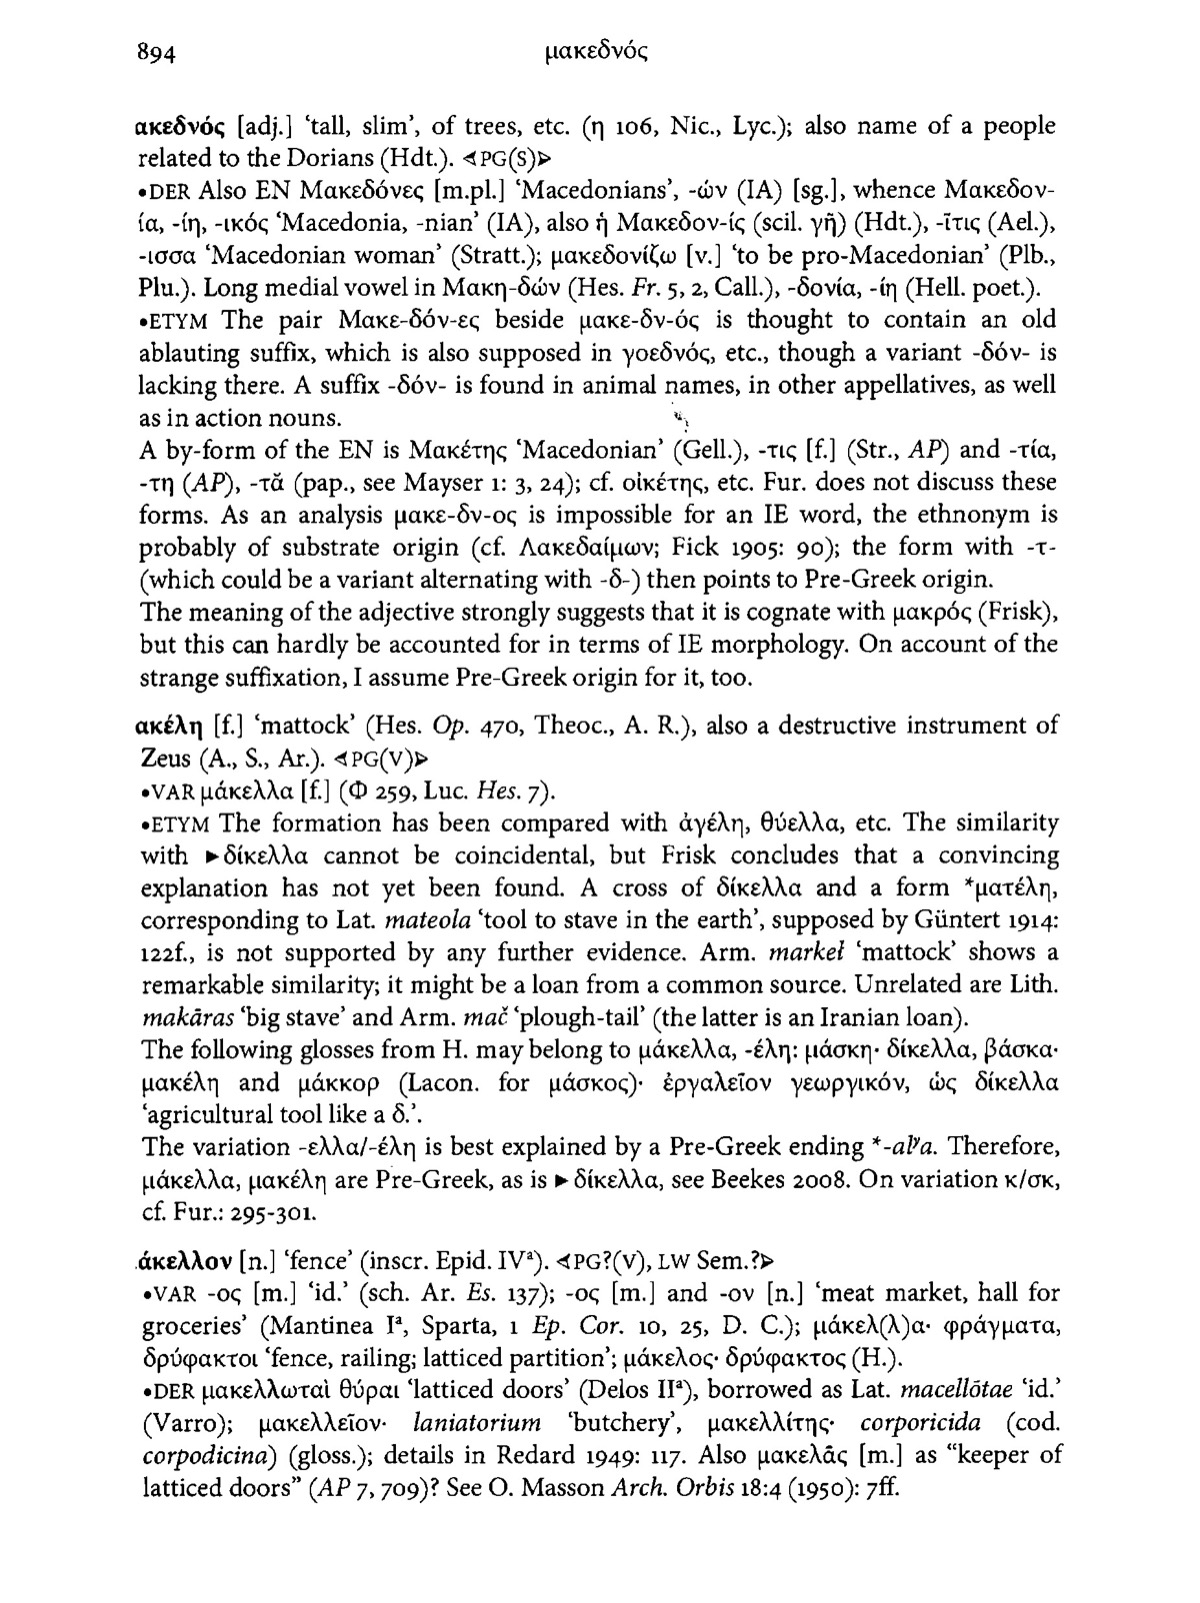 894
μακεδνός
ακεδνός [adj.] ‘tall, slim’, of trees, etc. (η 106, Nic., Lyc.); also name of a people
related to the Dorians (Hdt.). ⊲PG(S)⊳
•DER Also EN Μακεδόνες [m.pl.] ‘Macedonians’, -ών (IA) [sg.], whence Μακεδον-
ία, -ίη, -ικός ‘Macedonia, -nian’ (IA), also ἡ Μακεδον-ίς (scil. γῆ) (Hdt.), -ῖτις (Ael.),
-ισσα ‘Macedonian woman’ (Stratt.); μακεδονίζω [v.] ‘to be pro-Macedonian’ (Plb.,
Plu.). Long medial vowel in Μακη-δών (Hes. Fr. 5, 2, Call.), -δονία, -ίη (Hell. poet.).
•ETYM The pair Μακε-δόν-ες beside μακε-δν-ός is thought to contain an old
ablauting suffix, which is also supposed in γοεδνός, etc., though a variant -δόν- is
lacking there. A suffix -δόν- is found in animal names, in other appellatives, as well
as in action nouns.
A by-form of the EN is Μακέτης ‘Macedonian’ (Gell.), -τις [f.] (Str., AP) and -τία,
-τη (AP), -τᾰ (pap., see Mayser 1: 3, 24); cf. οἰκέτης, etc. Fur. does not discuss these
forms. As an analysis μακε-δν-ος is impossible for an IE word, the ethnonym is
probably of substrate origin (cf. Λακεδαίμων; Fick 1905: 90); the form with -τ-
(which could be a variant alternating with -δ-) then points to Pre-Greek origin.
The meaning of the adjective strongly suggests that it is cognate with μακρός (Frisk),
but this can hardly be accounted for in terms of IE morphology. On account of the
strange suffixation, I assume Pre-Greek origin for it, too.
ακέλη [f.] ‘mattock’ (Hes. Op. 470, Theoc., A. R.), also a destructive instrument of
Zeus (A., S., Ar.). ⊲PG(V)⊳
•VAR μάκελλα [f.] (Φ 259, Luc. Hes. 7).
•ETYM The formation has been compared with ἀγέλη, θύελλα, etc. The similarity
with ►δίκελλα cannot be coincidental, but Frisk concludes that a convincing
explanation has not yet been found. A cross of δίκελλα and a form *ματέλη,
corresponding to Lat. mateola ‘tool to stave in the earth’, supposed by Güntert 1914:
122f., is not supported by any further evidence. Arm. markeł ‘mattock’ shows a
remarkable similarity; it might be a loan from a common source. Unrelated are Lith.
makãras ‘big stave’ and Arm. mač ‘plough-tail’ (the latter is an Iranian loan).
The following glosses from H. may belong to μάκελλα, -έλη: μάσκη· δίκελλα, βάσκα·
μακέλη and μάκκορ (Lacon. for μάσκος)· ἐργαλεῖον γεωργικόν, ὡς δίκελλα
‘agricultural tool like a δ.’.
The variation -ελλα/-έλη is best explained by a Pre-Greek ending *-alʸa. Therefore,
μάκελλα, μακέλη are Pre-Greek, as is ►δίκελλα, see Beekes 2008. On variation κ/σκ,
cf. Fur.: 295-301.
άκελλον [n.] ‘fence’ (inscr. Epid. IVᵃ). ⊲PG?(V), LW Sem.?⊳
•VAR -ος [m.] ‘id.’ (sch. Ar. Es. 137); -ος [m.] and -ον [n.] ‘meat market, hall for
groceries’ (Mantinea Iᵃ, Sparta, 1 Ep. Cor. 10, 25, D. C.); μάκελ(λ)α· φράγματα,
δρύφακτοι ‘fence, railing; latticed partition’; μάκελος· δρύφακτος (H.).
•DER μακελλωταὶ θύραι ‘latticed doors’ (Delos IIᵃ), borrowed as Lat. macellōtae ‘id.’
(Varro); μακελλεῖον· laniatorium ‘butchery’, μακελλίτης· corporicida (cod.
corpodicina) (gloss.); details in Redard 1949: 117. Also μακελᾶς [m.] as “keeper of
latticed doors” (AP 7, 709)? See O. Masson Arch. Orbis 18:4 (1950): 7ff.